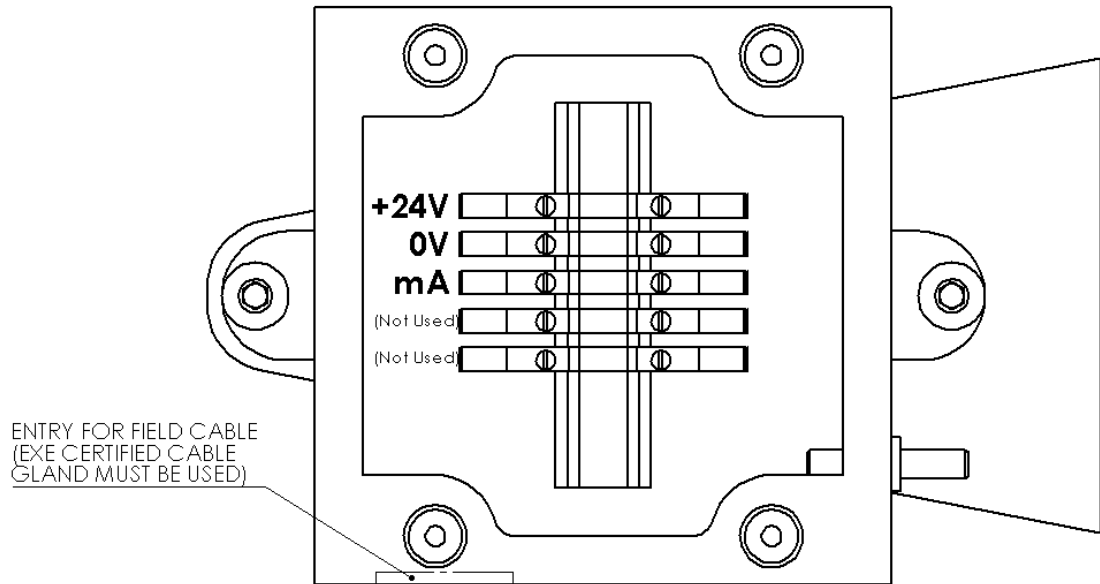 +24V
0V
mA
(Not Used)
(Not Used)
ENTRY FOR FIELD CABLE
(EXE CERTIFIED CABLE
GLAND MUST BE USED)